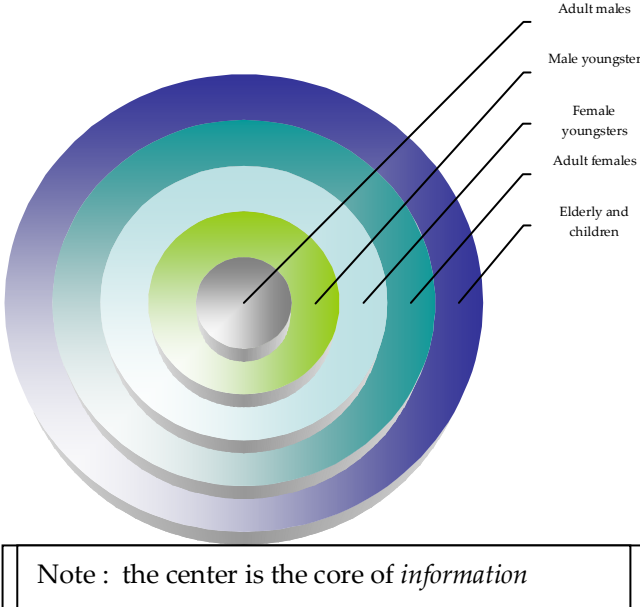 Adult males
Male youngster
Female
youngsters
Adult females
Elderly and
children
Note : the center is the core of information